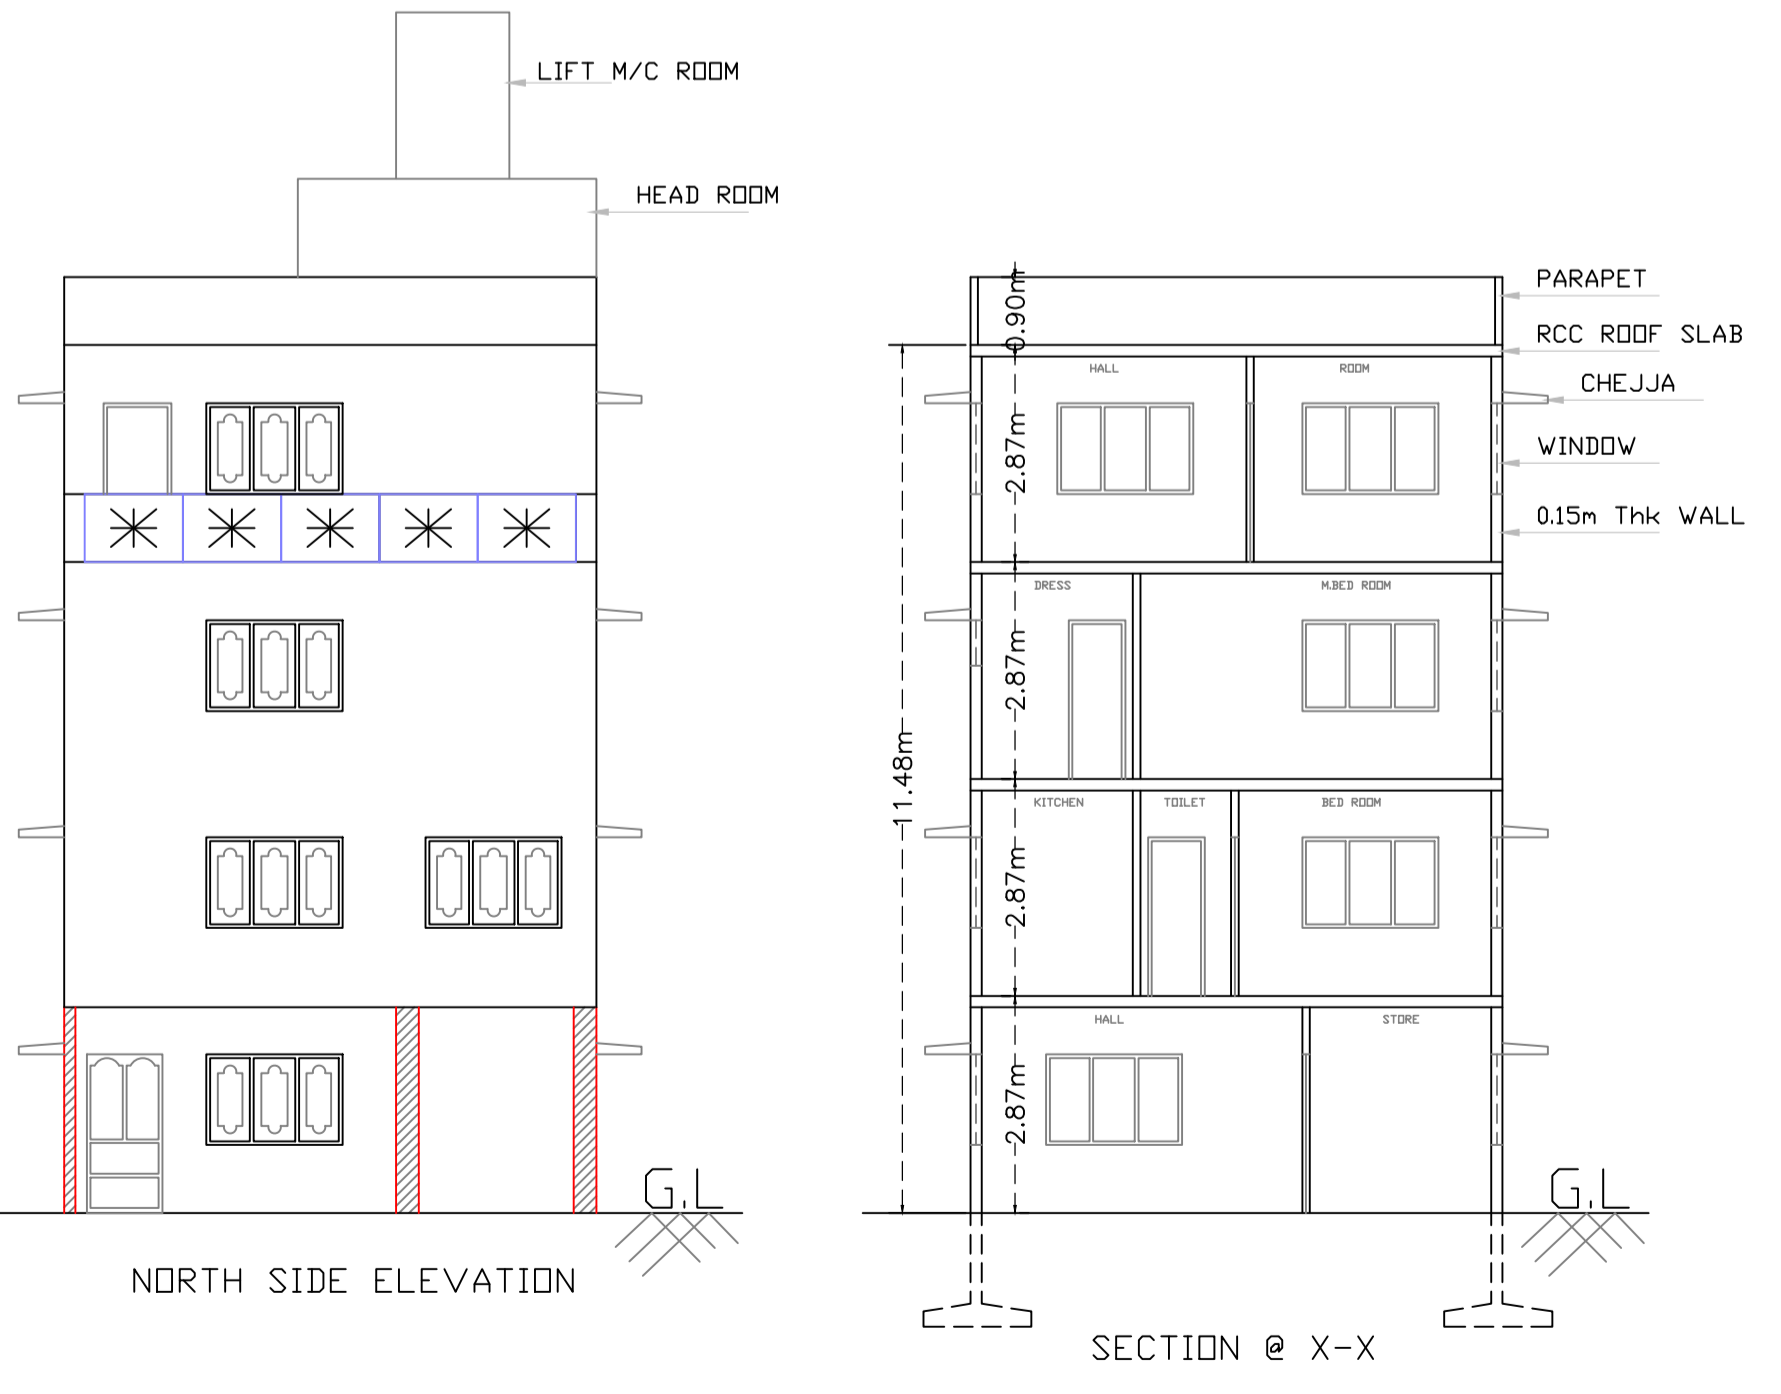 LIFT M/C ROOM
HEAD ROOM
G.L
NORTH SIDE ELEVATION
0.90m
PARAPET
RCC ROOF SLAB
HALL
ROOM
CHEJJA
2.87m
WINDOW
0.15m Thk WALL
DRESS
M.BED ROOM
2.87m
11.48m
KITCHEN
TOILET
BED ROOM
2.87m
HALL
STORE
2.87m
G.L
SECTION @ X-X